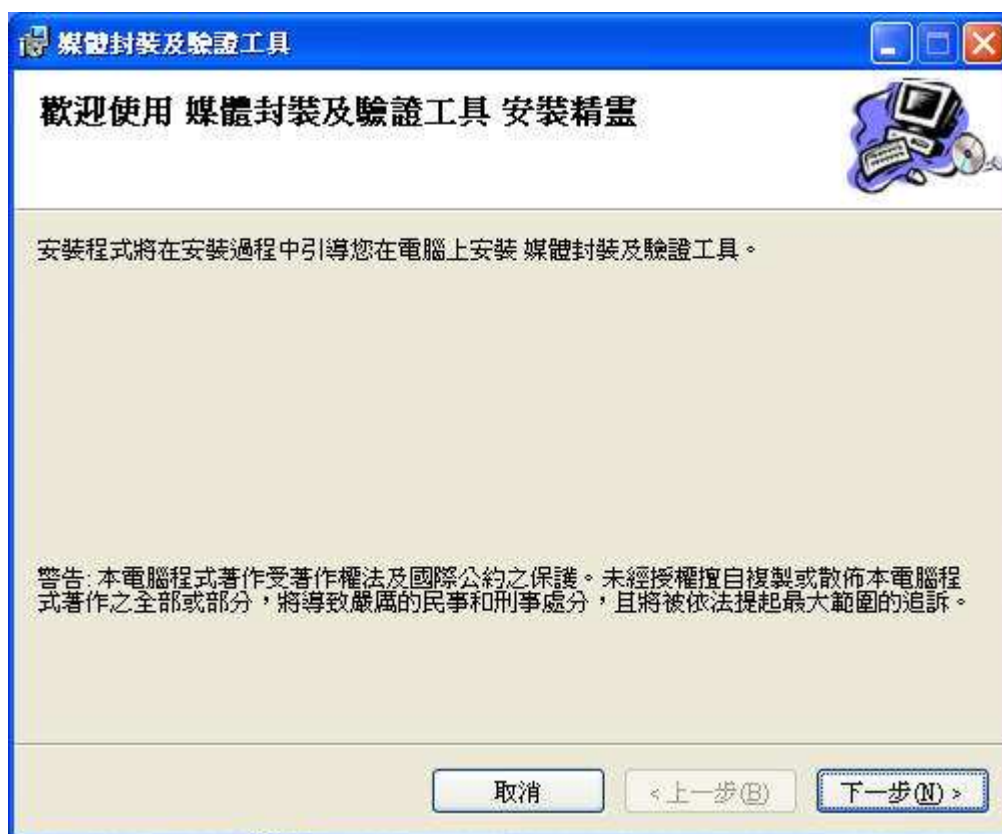 媒體封裝及驗證工具
歡迎使用 媒體封裝及驗證工具 安裝精靈
安裝程式將在安裝過程中引導您在電腦上安裝 媒體封裝及驗證工具。
警告: 本電腦程式著作受著作權法及國際公約之保護。未經授權擅自複製或散佈本電腦程
式著作之全部或部分，將導致嚴厲的民事和刑事處分，且將被依法提起最大範圍的追訴。
取消
<上一步(B)
下一步(N) >